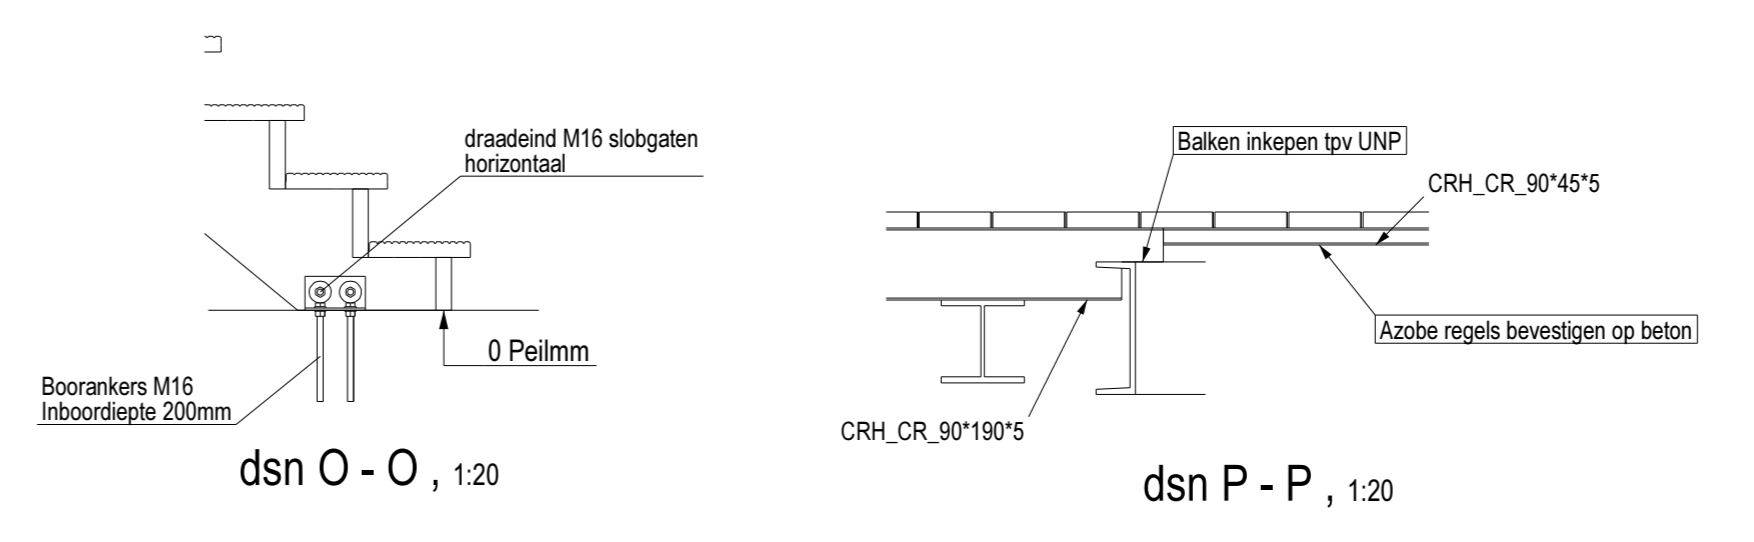 draadeind M16 slobgaten
horizontaal
0 Peilmm
Boorankers M16
Inboordiepte 200mm
dsn O - O , 1:20
Balken inkepen tpv UNP
CRH_CR_90*45*5
Azobe regels bevestigen op beton
CRH_CR_90*190*5
dsn P - P , 1:20